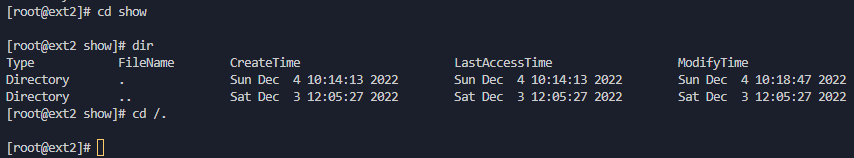 [root@ext2]# cd show
[root@ext2 show]# dir
Type FileName CreateTime LastAccessTime ModifyTime
Directory . Sun Dec 4 10:14:13 2022 Sun Dec 4 10:14:13 2022 Sun Dec 4 10:18:47 2022
Directory .. Sat Dec 3 12:05:27 2022 Sat Dec 3 12:05:27 2022 Sat Dec 3 12:05:27 2022
[root@ext2 show]# cd /.
[root@ext2]#